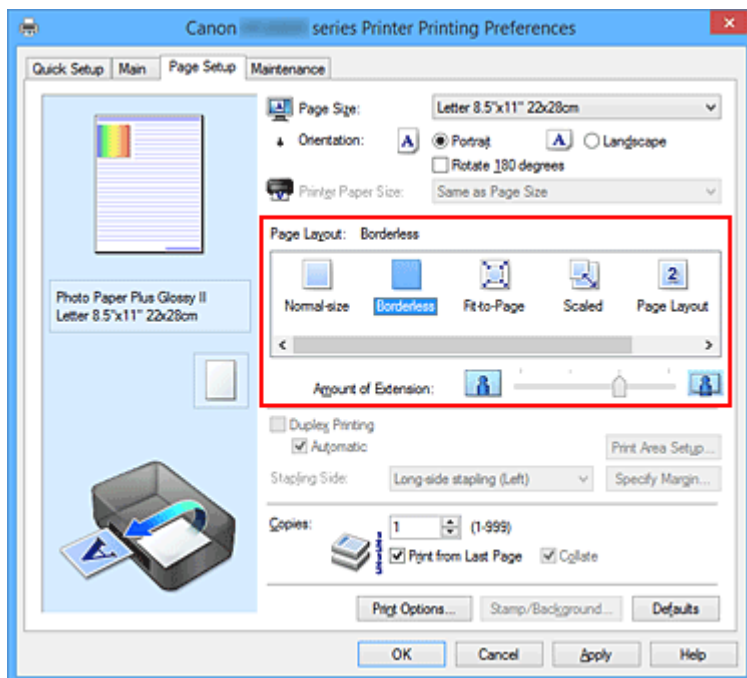 Canon series Printer Printing Preferences
Quick Setup Main Page Setup Maintenance
Page Size: Letter 8.5"x11" 22x28cm
Orientation: A Portrait A Landscape
Rotate 180 degrees
Printer Paper Size: Same as Page Size
Page Layout: Borderless
Normal-size Borderless Fit-to-Page Scaled Page Layout
2
Photo Paper Plus Glossy II
Letter 8.5"x11" 22x28cm
Amount of Extension:
Duplex Printing
Automatic
Print Area Setup...
Stapling Side: Long-side stapling (Left) Specify Margin...
Copies: 1 (1-999)
Print from Last Page Collate
A
Print Options... Stamp/Background... Defaults
OK Cancel Apply Help